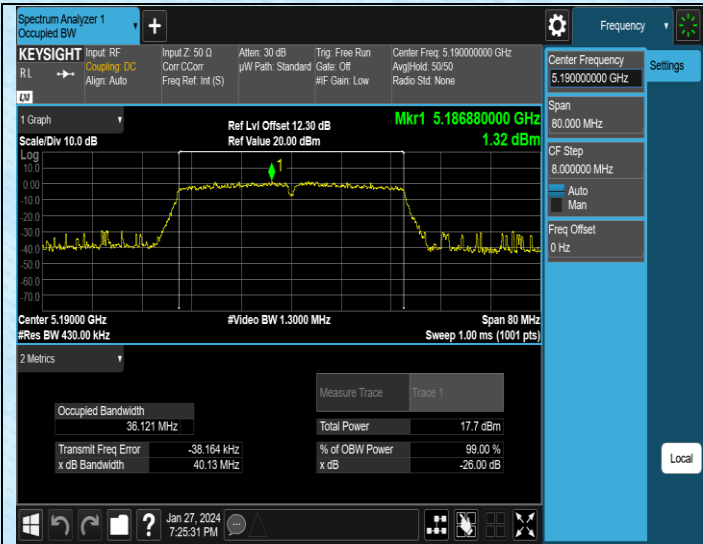 Spectrum Analyzer 1
Occupied BW
+
Frequency
KEYSIGHT
RL
LXI
Input: RF
Coupling: DC
Align: Auto
Input Z: 50 Ω
Corr CCorr
Freq Ref: Int (S)
Atten: 30 dB
µW Path: Standard
Trig: Free Run
Gate: Off
#IF Gain: Low
Center Freq: 5.190000000 GHz
Avg|Hold: 50/50
Radio Std: None
Center Frequency
5.190000000 GHz
Settings
Span
80.000 MHz
CF Step
8.000000 MHz
Auto
Man
Freq Offset
0 Hz
1 Graph
Scale/Div 10.0 dB
Ref Lvl Offset 12.30 dB
Ref Value 20.00 dBm
Mkr1 5.186880000 GHz
1.32 dBm
Log
10.0
0.00
-10.0
-20.0
-30.0
-40.0
-50.0
-60.0
-70.0
1
Center 5.19000 GHz
#Res BW 430.00 kHz
#Video BW 1.3000 MHz
Span 80 MHz
Sweep 1.00 ms (1001 pts)
2 Metrics
Measure Trace Trace 1
Occupied Bandwidth
36.121 MHz
Total Power 17.7 dBm
Transmit Freq Error -38.164 kHz
% of OBW Power 99.00 %
x dB Bandwidth 40.13 MHz
x dB -26.00 dB
Local
?
Jan 27, 2024
7:25:31 PM